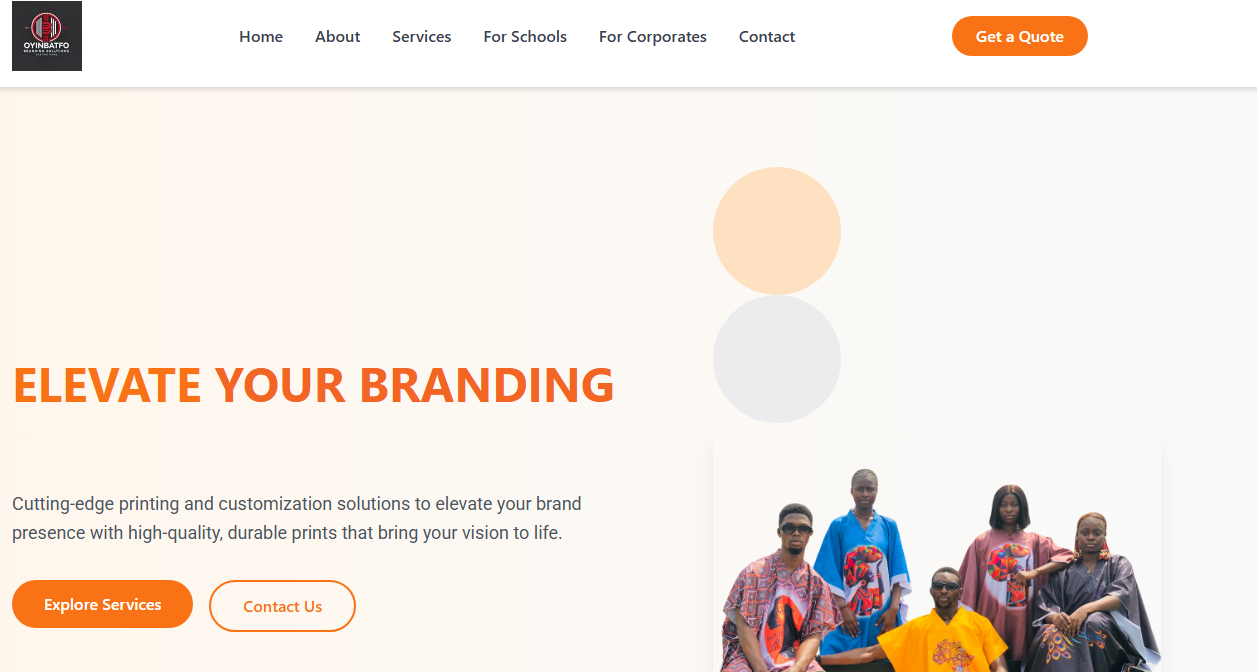 OYINBATFO
BRANDING SOLUTIONS
Home
About
Services
For Schools
For Corporates
Contact
Get a Quote
ELEVATE YOUR BRANDING
Cutting-edge printing and customization solutions to elevate your brand
presence with high-quality, durable prints that bring your vision to life.
Explore Services
Contact Us